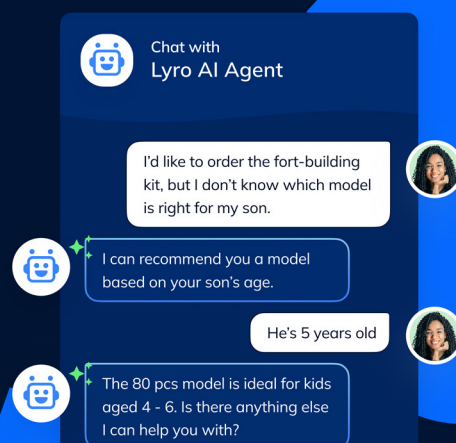 Chat with
Lyro AI Agent
I'd like to order the fort-building
kit, but I don't know which model
is right for my son.
I can recommend you a model
based on your son's age.
He's 5 years old
The 80 pcs model is ideal for kids
aged 4 - 6. Is there anything else
I can help you with?